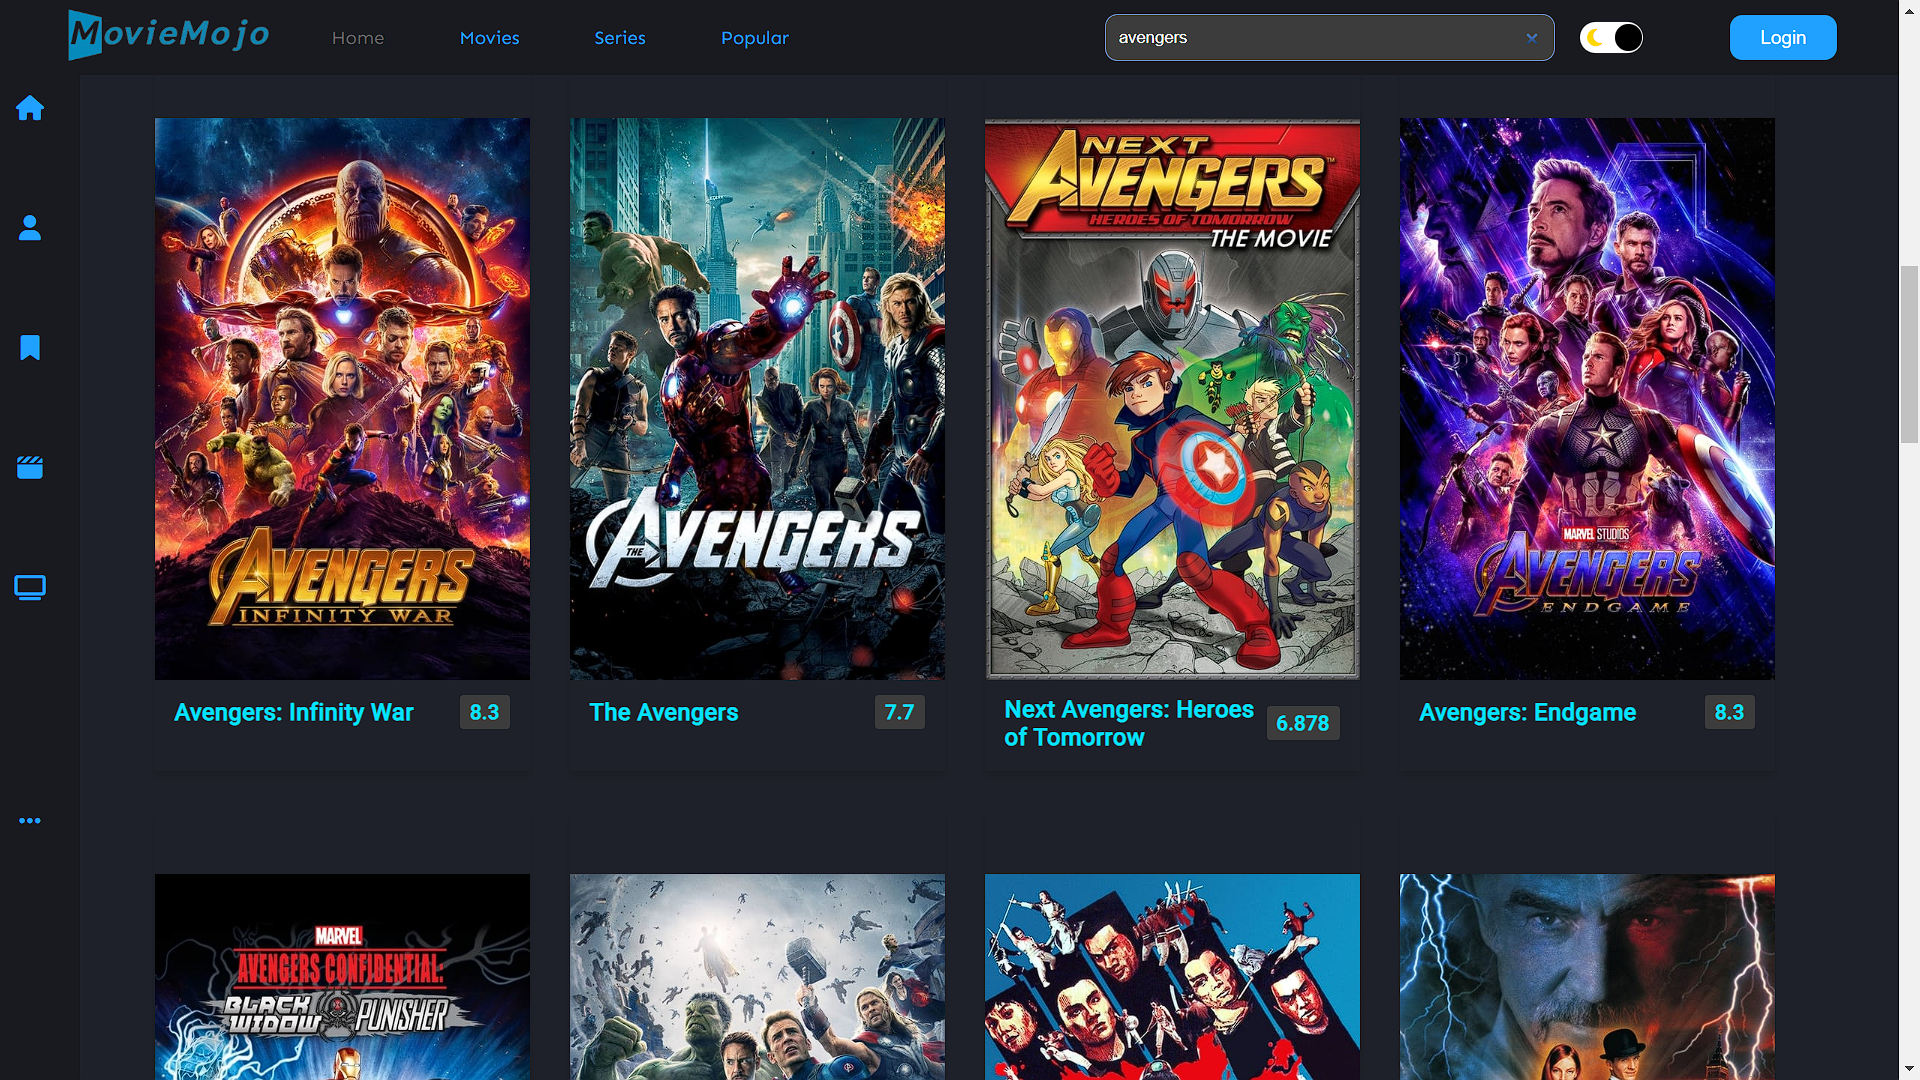 MovieMojo
Home
Movies
Series
Popular
avengers
Login
AVENGERS
INFINITY WAR
THE AVENGERS
NEXT
AVENGERS™
HEROES OF TOMORROW
THE MOVIE
MARVEL STUDIOS
AVENGERS
ENDGAME
Avengers: Infinity War
8.3
The Avengers
7.7
Next Avengers: Heroes
of Tomorrow
6.878
Avengers: Endgame
8.3
MARVEL
AVENGERS CONFIDENTIAL:
BLACK
WIDOW PUNISHER